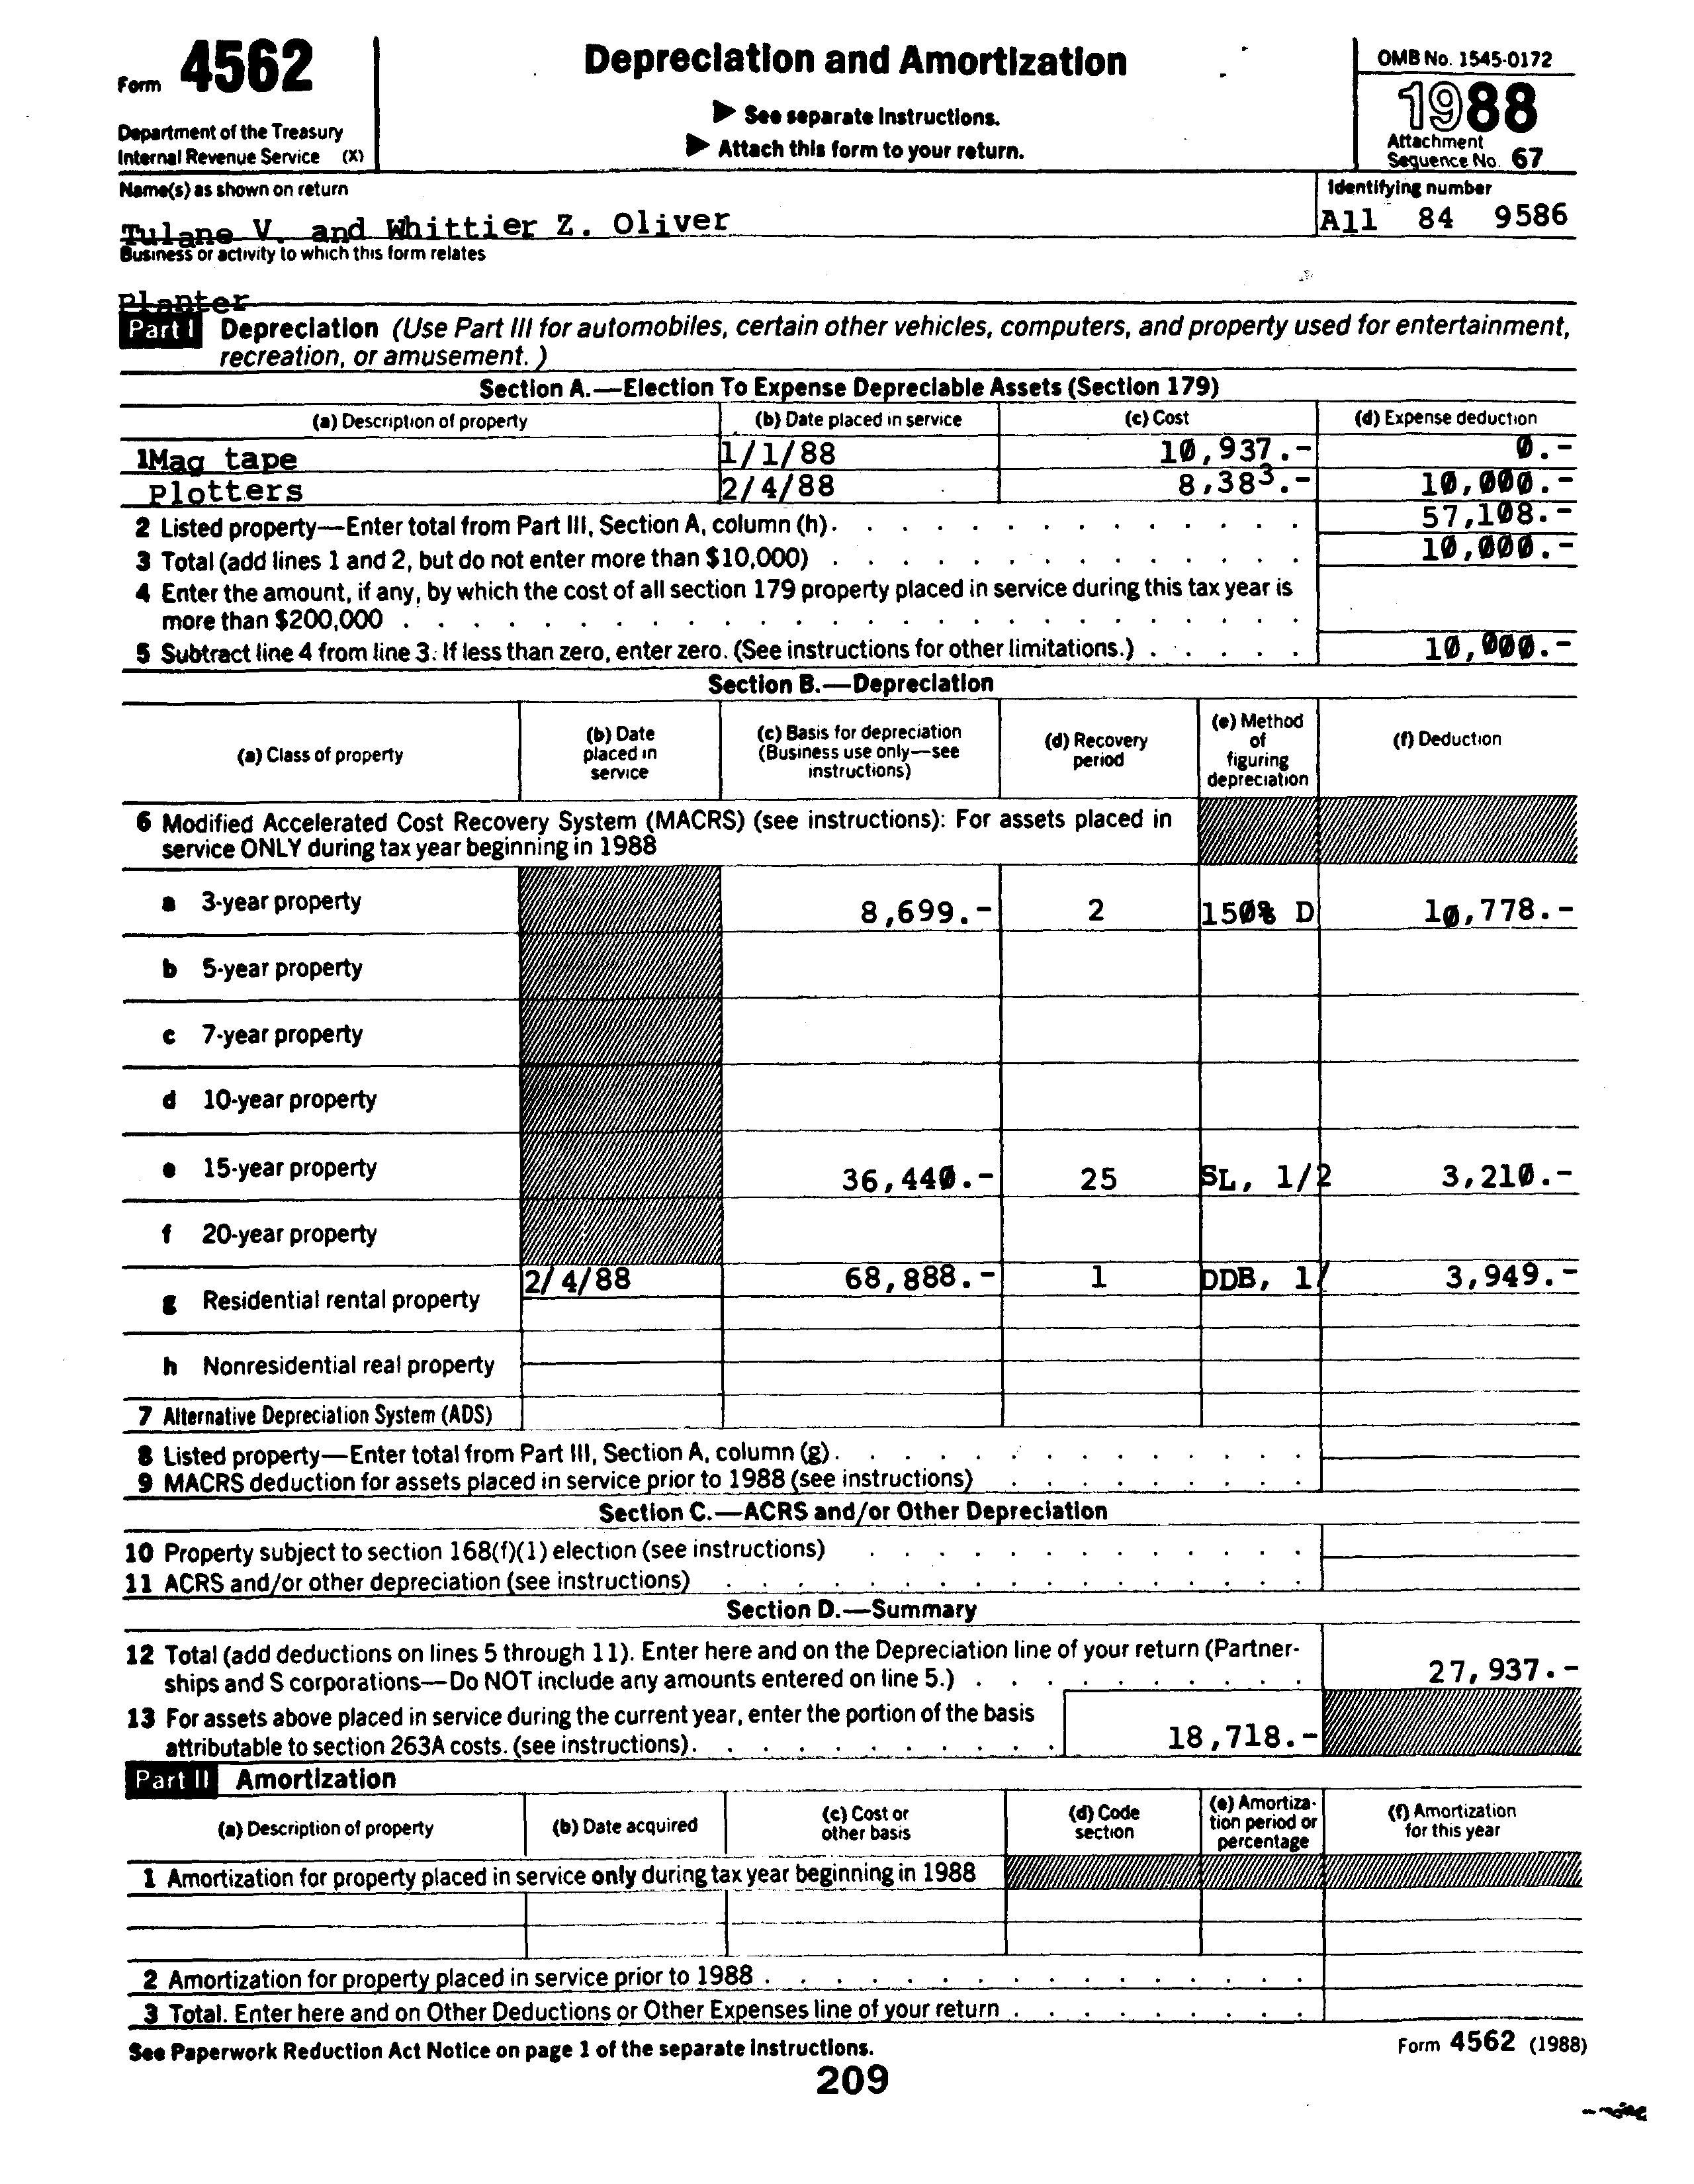 Form 4562
Department of the Treasury
Internal Revenue Service (X)
Depreciation and Amortization
▶ See separate Instructions.
▶ Attach this form to your return.
OMB No. 1545-0172
1988
Attachment
Sequence No. 67
Name(s) as shown on return
Identifying number
Tulane V. and Whittier Z. Oliver
All 84 9586
Business or activity to which this form relates
Planter
Part I Depreciation (Use Part III for automobiles, certain other vehicles, computers, and property used for entertainment,
recreation, or amusement. )
Section A.—Election To Expense Depreciable Assets (Section 179)
(a) Description of property (b) Date placed in service (c) Cost (d) Expense deduction
1Mag tape 1/1/88 10,937.- 0.-
Plotters 2/4/88 8,383.- 10,000.-
2 Listed property—Enter total from Part III, Section A, column (h). 57,108.-
3 Total (add lines 1 and 2, but do not enter more than $10,000) 10,000.-
4 Enter the amount, if any, by which the cost of all section 179 property placed in service during this tax year is
more than $200,000
5 Subtract line 4 from line 3. If less than zero, enter zero. (See instructions for other limitations.) 10,000.-
Section B.—Depreciation
(a) Class of property
(b) Date
placed in
service
(c) Basis for depreciation
(Business use only—see
instructions)
(d) Recovery
period
(e) Method
of
figuring
depreciation
(f) Deduction
6 Modified Accelerated Cost Recovery System (MACRS) (see instructions): For assets placed in
service ONLY during tax year beginning in 1988
a 3-year property 8,699.- 2 150% D 10,778.-
b 5-year property
c 7-year property
d 10-year property
e 15-year property 36,440.- 25 SL, 1/2 3,210.-
f 20-year property
2/4/88 68,888.- 1 DDB, 1/ 3,949.-
g Residential rental property
h Nonresidential real property
7 Alternative Depreciation System (ADS)
8 Listed property—Enter total from Part III, Section A, column (g).
9 MACRS deduction for assets placed in service prior to 1988 (see instructions)
Section C.—ACRS and/or Other Depreciation
10 Property subject to section 168(f)(1) election (see instructions)
11 ACRS and/or other depreciation (see instructions)
Section D.—Summary
12 Total (add deductions on lines 5 through 11). Enter here and on the Depreciation line of your return (Partner-
ships and S corporations—Do NOT include any amounts entered on line 5.) 27,937.-
13 For assets above placed in service during the current year, enter the portion of the basis
attributable to section 263A costs. (see instructions). 18,718.-
Part II Amortization
(a) Description of property
(b) Date acquired
(c) Cost or
other basis
(d) Code
section
(e) Amortiza-
tion period or
percentage
(f) Amortization
for this year
1 Amortization for property placed in service only during tax year beginning in 1988
2 Amortization for property placed in service prior to 1988
3 Total. Enter here and on Other Deductions or Other Expenses line of your return
See Paperwork Reduction Act Notice on page 1 of the separate Instructions.
Form 4562 (1988)
209